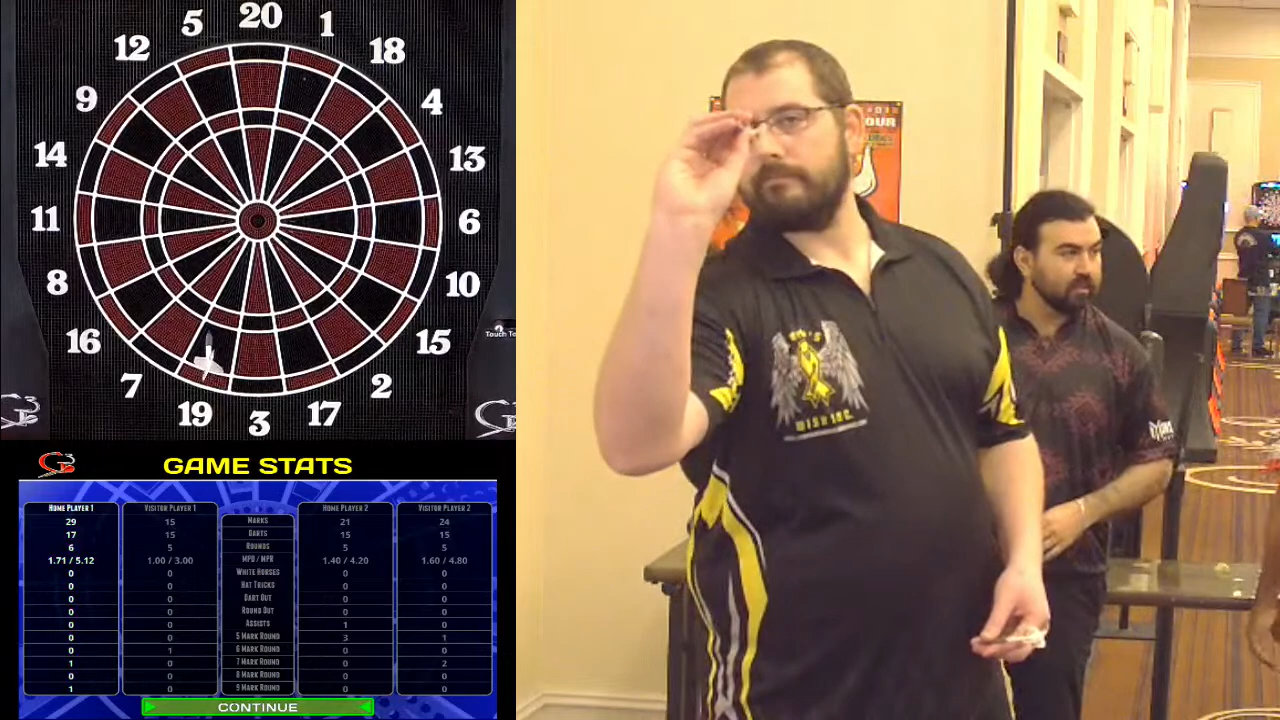 5 20 1
12 18
9 4
14 13
11 6
8 10
16 15
7 2
19 3 17
Touch
GAME STATS
HOME PLAYER 1 VISITOR PLAYER 1 HOME PLAYER 2 VISITOR PLAYER 2
29 15 MARKS 21 24
17 15 DARTS 15 15
6 5 ROUNDS 5 5
1.71 / 5.12 1.00 / 3.00 MPD / MPR 1.40 / 4.20 1.60 / 4.80
0 0 WHITE HORSES 0 0
0 0 HAT TRICKS 0 0
0 0 DART OUT 0 0
0 0 ROUND OUT 0 0
0 0 ASSISTS 1 0
0 0 5 MARK ROUND 3 1
0 1 6 MARK ROUND 0 0
1 0 7 MARK ROUND 0 2
0 0 8 MARK ROUND 0 0
1 0 9 MARK ROUND 0 0
CONTINUE
OUR
WISH INC.